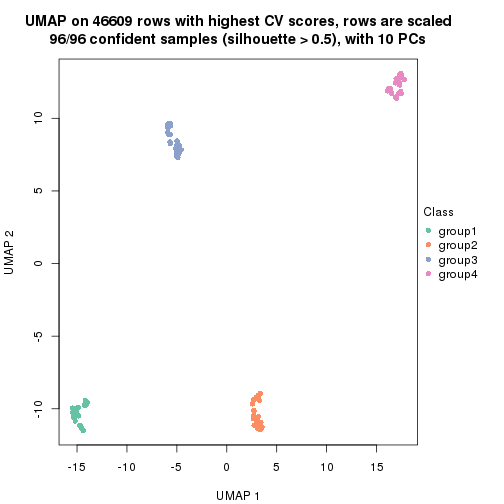 UMAP on 46609 rows with highest CV scores, rows are scaled
96/96 confident samples (silhouette > 0.5), with 10 PCs
10
5
0
-5
-10
UMAP 2
-15
-10
-5
0
5
10
15
UMAP 1
Class
group1
group2
group3
group4